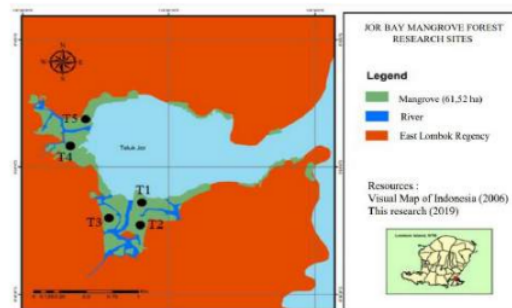 JOR BAY MANGROVE FOREST
RESEARCH SITES
Legend
Mangrove (61,52 ha)
River
East Lombok Regency
Resources :
Visual Map of Indonesia (2006)
This research (2019)
N
T5
T4
Teluk Jor
T1
T3
T2